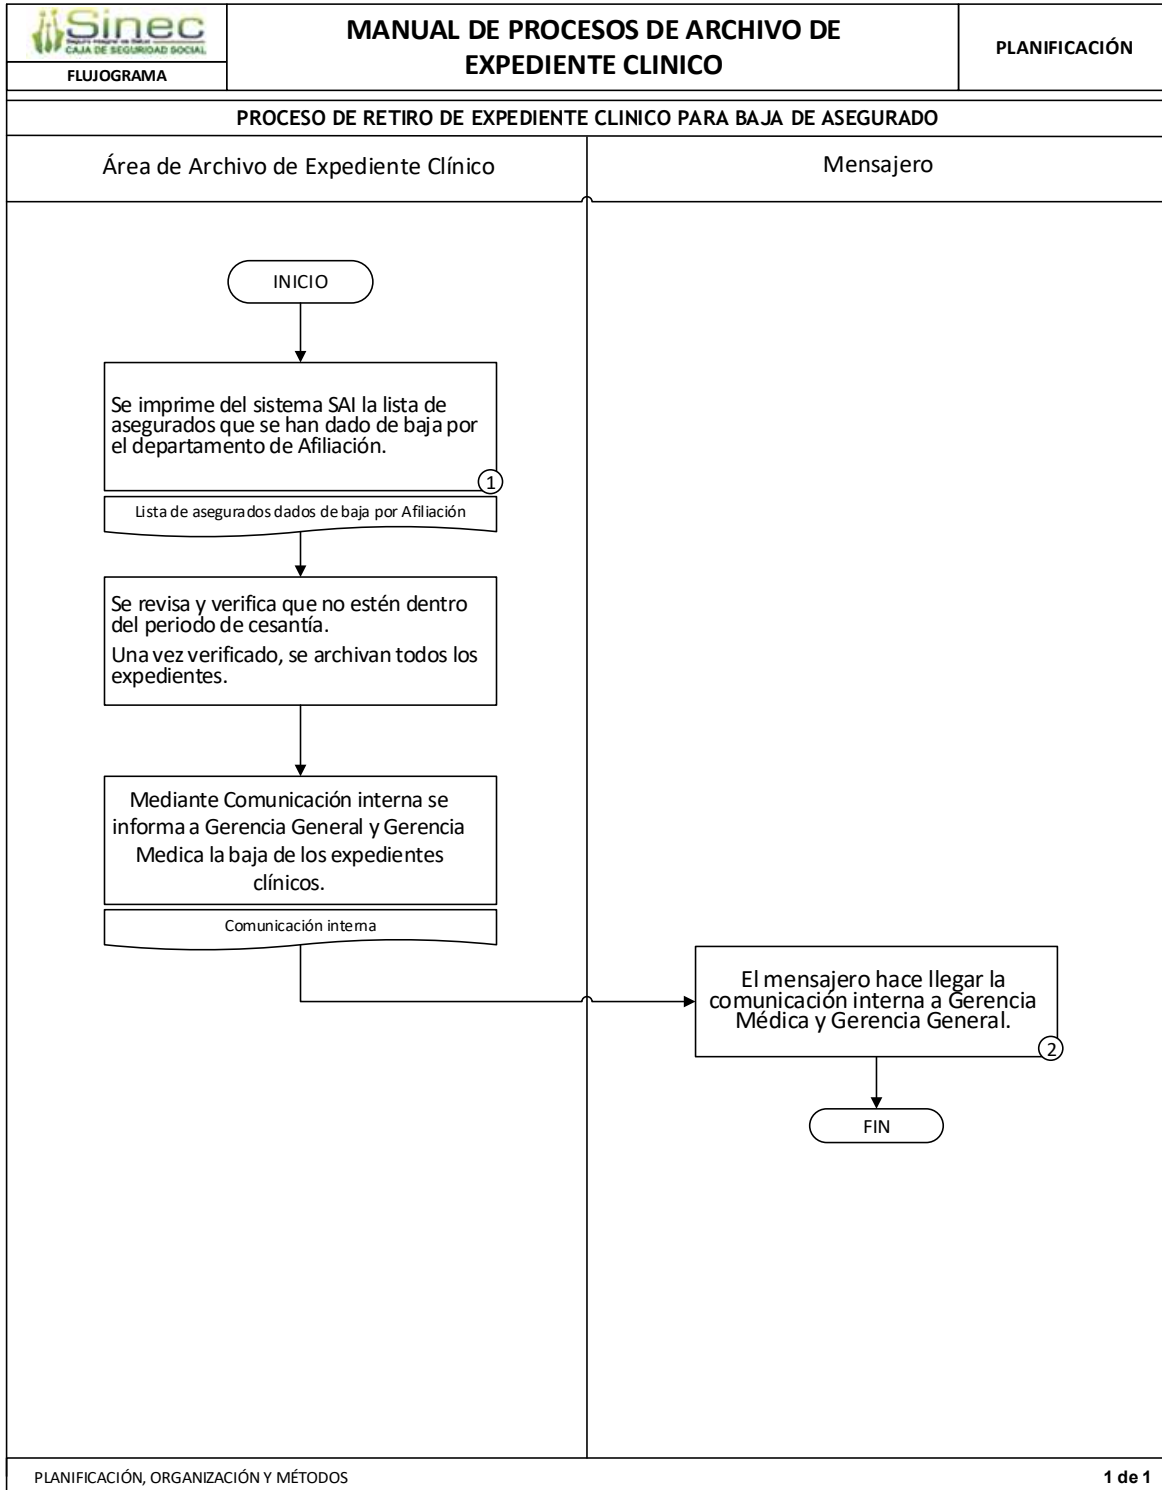 Sinec
Seguro Integral de Salud
CAJA DE SEGURIDAD SOCIAL
FLUJOGRAMA
MANUAL DE PROCESOS DE ARCHIVO DE
EXPEDIENTE CLINICO
PLANIFICACIÓN
PROCESO DE RETIRO DE EXPEDIENTE CLINICO PARA BAJA DE ASEGURADO
Área de Archivo de Expediente Clínico
Mensajero
INICIO
Se imprime del sistema SAI la lista de
asegurados que se han dado de baja por
el departamento de Afiliación.
1
Lista de asegurados dados de baja por Afiliación
Se revisa y verifica que no estén dentro
del periodo de cesantía.
Una vez verificado, se archivan todos los
expedientes.
Mediante Comunicación interna se
informa a Gerencia General y Gerencia
Medica la baja de los expedientes
clínicos.
Comunicación interna
El mensajero hace llegar la
comunicación interna a Gerencia
Médica y Gerencia General.
2
FIN
PLANIFICACIÓN, ORGANIZACIÓN Y MÉTODOS
1 de 1